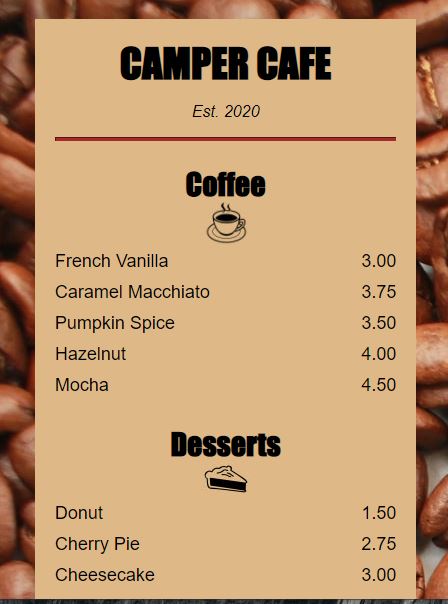 CAMPER CAFE
Est. 2020
Coffee
French Vanilla 3.00
Caramel Macchiato 3.75
Pumpkin Spice 3.50
Hazelnut 4.00
Mocha 4.50
Desserts
Donut 1.50
Cherry Pie 2.75
Cheesecake 3.00